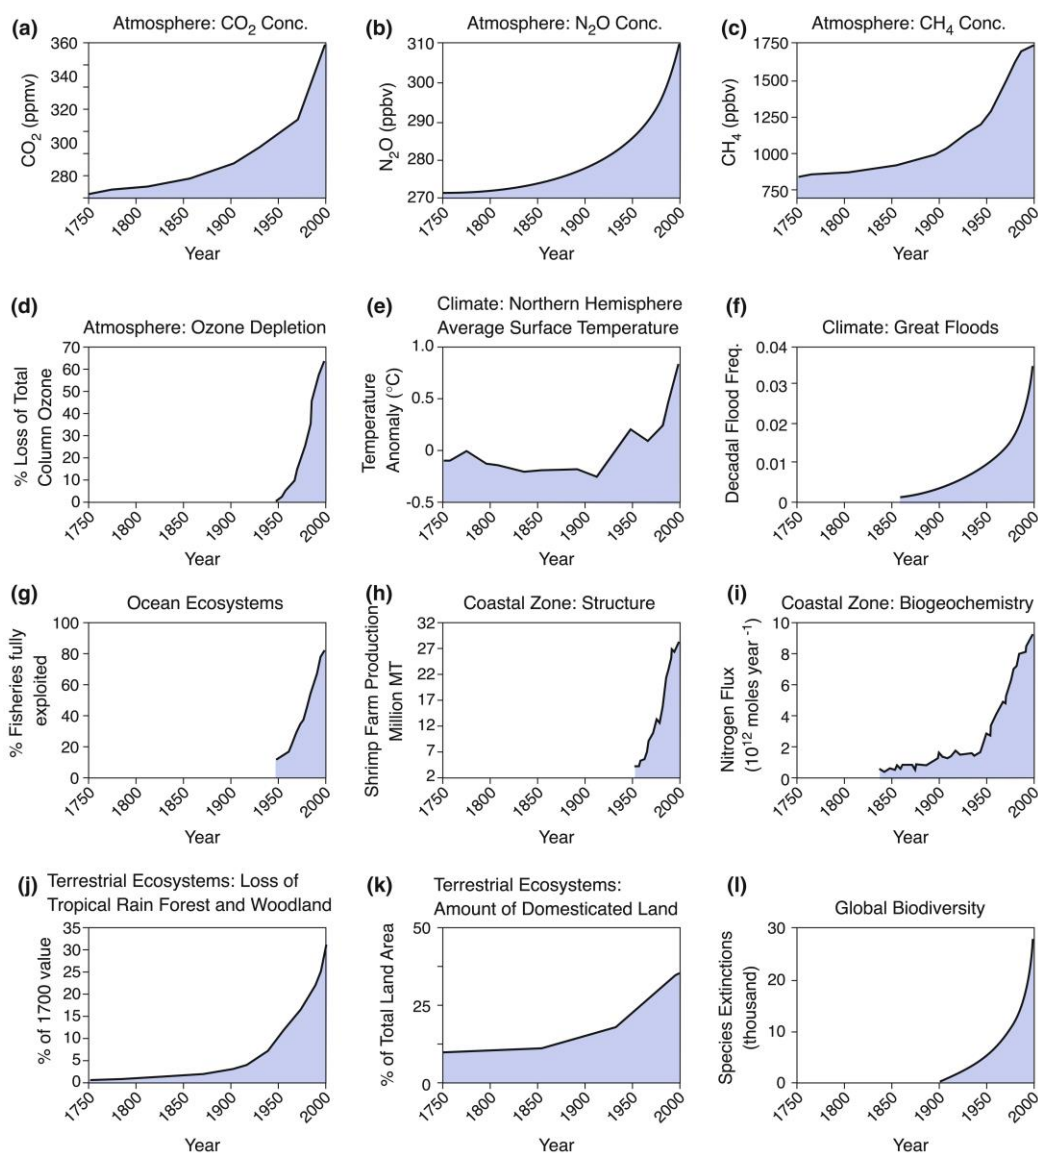 (a) Atmosphere: CO₂ Conc.
CO₂ (ppmv)
360
340
320
300
280
1750 1800 1850 1900 1950 2000
Year
(b) Atmosphere: N₂O Conc.
N₂O (ppbv)
310
300
290
280
270
1750 1800 1850 1900 1950 2000
Year
(c) Atmosphere: CH₄ Conc.
CH₄ (ppbv)
1750
1500
1250
1000
750
1750 1800 1850 1900 1950 2000
Year
(d) Atmosphere: Ozone Depletion
% Loss of Total
Column Ozone
70
60
50
40
30
20
10
0
1750 1800 1850 1900 1950 2000
Year
(e) Climate: Northern Hemisphere
Average Surface Temperature
Temperature
Anomaly (°C)
1.0
0.5
0
-0.5
1750 1800 1850 1900 1950 2000
Year
(f) Climate: Great Floods
Decadal Flood Freq.
0.04
0.03
0.02
0.01
0
1750 1800 1850 1900 1950 2000
Year
(g) Ocean Ecosystems
% Fisheries fully
exploited
100
80
60
40
20
0
1750 1800 1850 1900 1950 2000
Year
(h) Coastal Zone: Structure
Shrimp Farm Production
Million MT
32
27
22
17
12
7
2
1750 1800 1850 1900 1950 2000
Year
(i) Coastal Zone: Biogeochemistry
Nitrogen Flux
(10¹² moles year ⁻¹)
10
8
6
4
2
0
1750 1800 1850 1900 1950 2000
Year
(j) Terrestrial Ecosystems: Loss of
Tropical Rain Forest and Woodland
% of 1700 value
35
31
25
20
15
10
5
0
1750 1800 1850 1900 1950 2000
Year
(k) Terrestrial Ecosystems:
Amount of Domesticated Land
% of Total Land Area
50
25
0
1750 1800 1850 1900 1950 2000
Year
(l) Global Biodiversity
Species Extinctions
(thousand)
30
20
10
0
1750 1800 1850 1900 1950 2000
Year